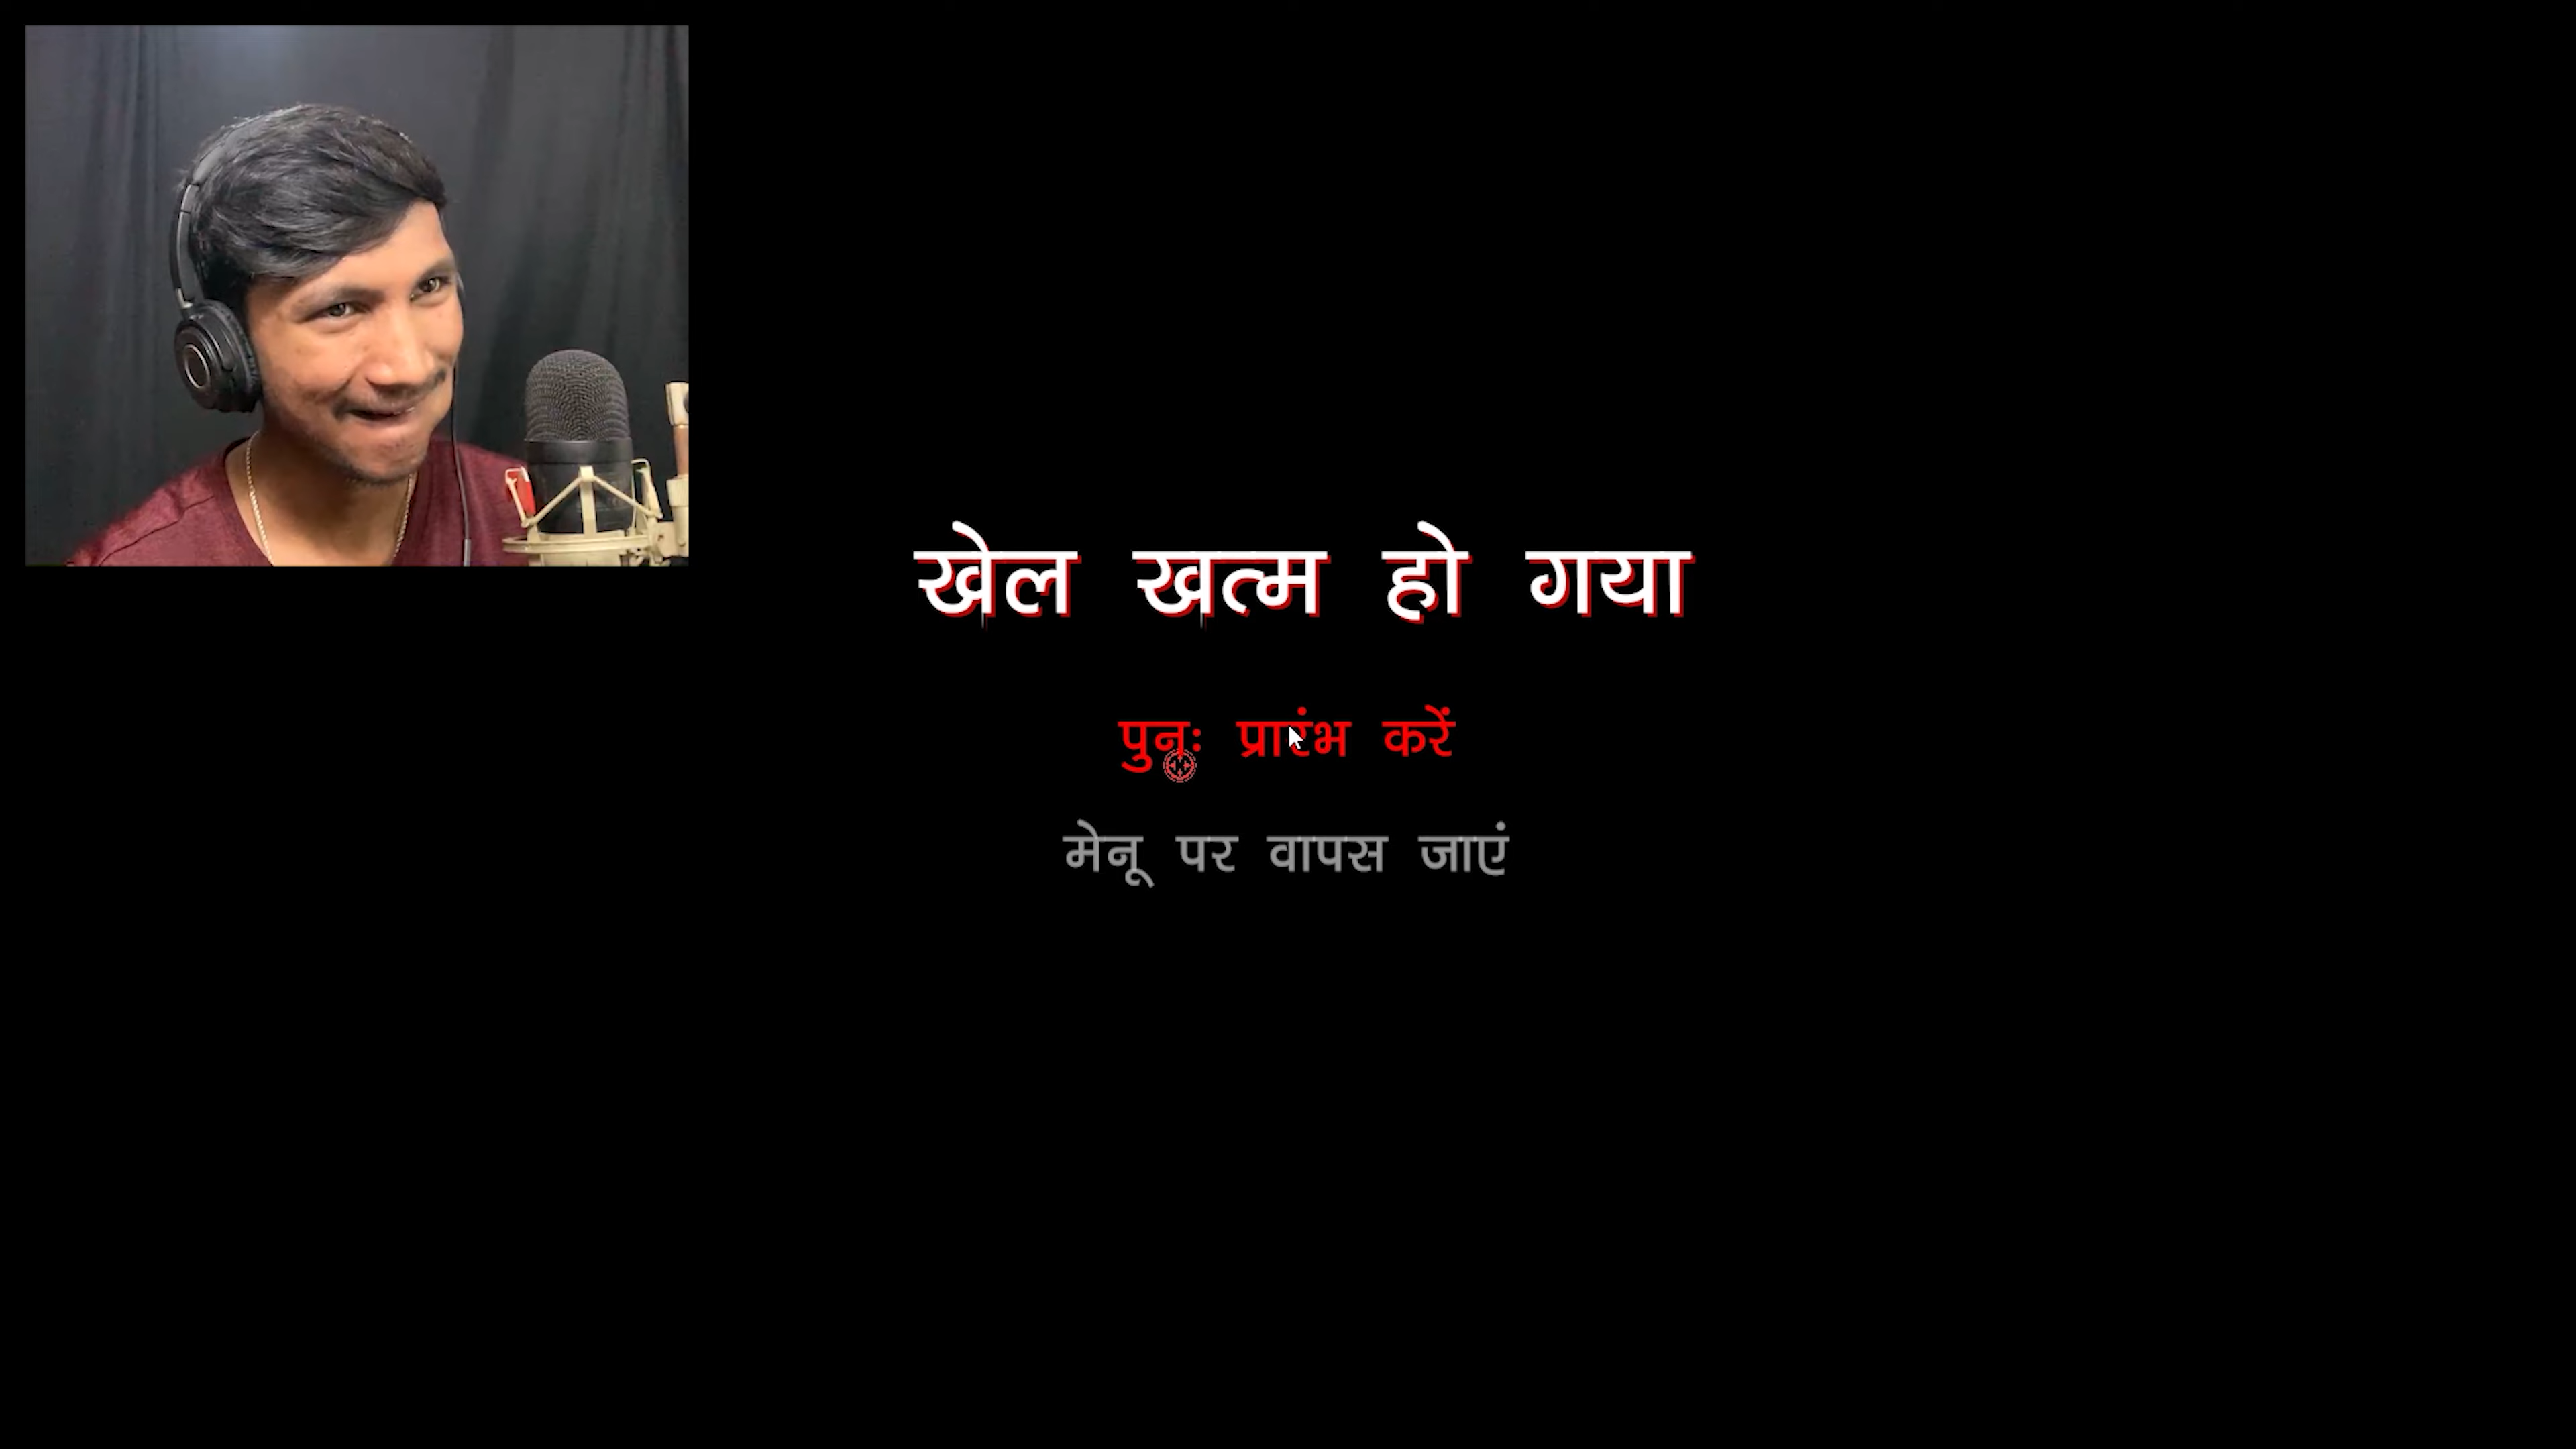 खेल खत्म हो गया
पुनः प्रारंभ करें
मेनू पर वापस जाएं